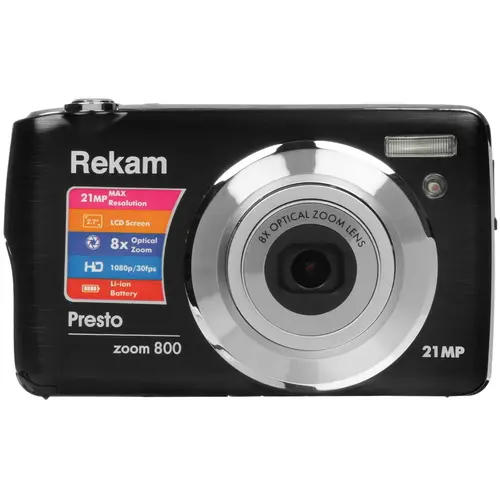 Rekam
21MP MAX Resolution
2.7" LCD Screen
8x Optical Zoom
HD 1080p/30fps
Li-ion Battery
Presto
zoom 800
8X OPTICAL ZOOM LENS
21MP